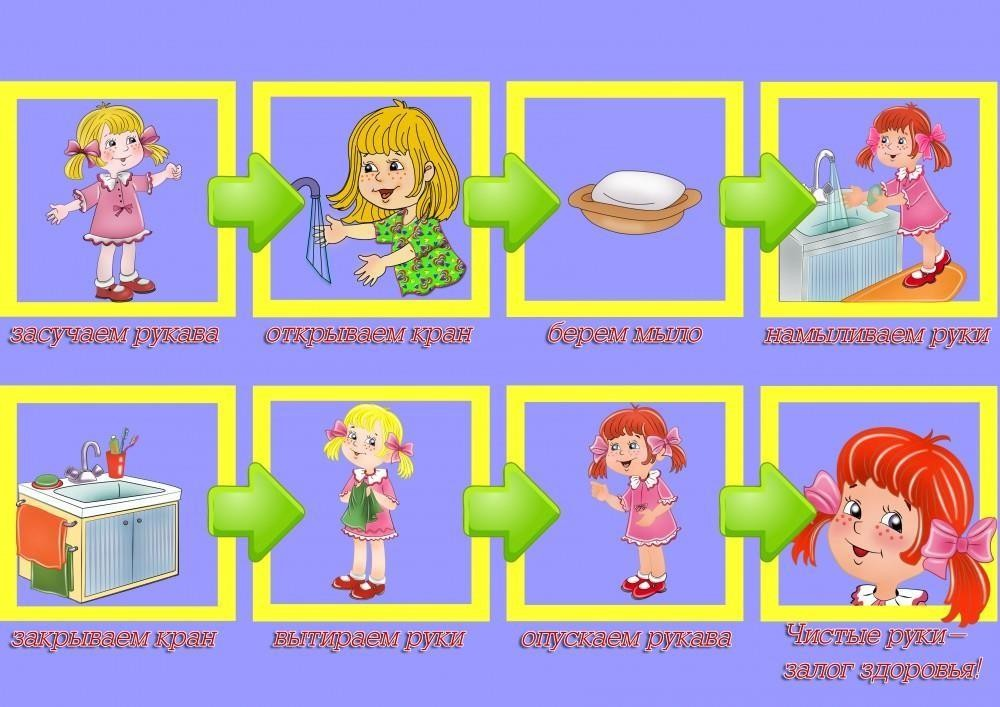 засучаем рукава
открываем кран
берем мыло
намыливаем руки
закрываем кран
вытираем руки
опускаем рукава
Чистые руки—
залог здоровья!